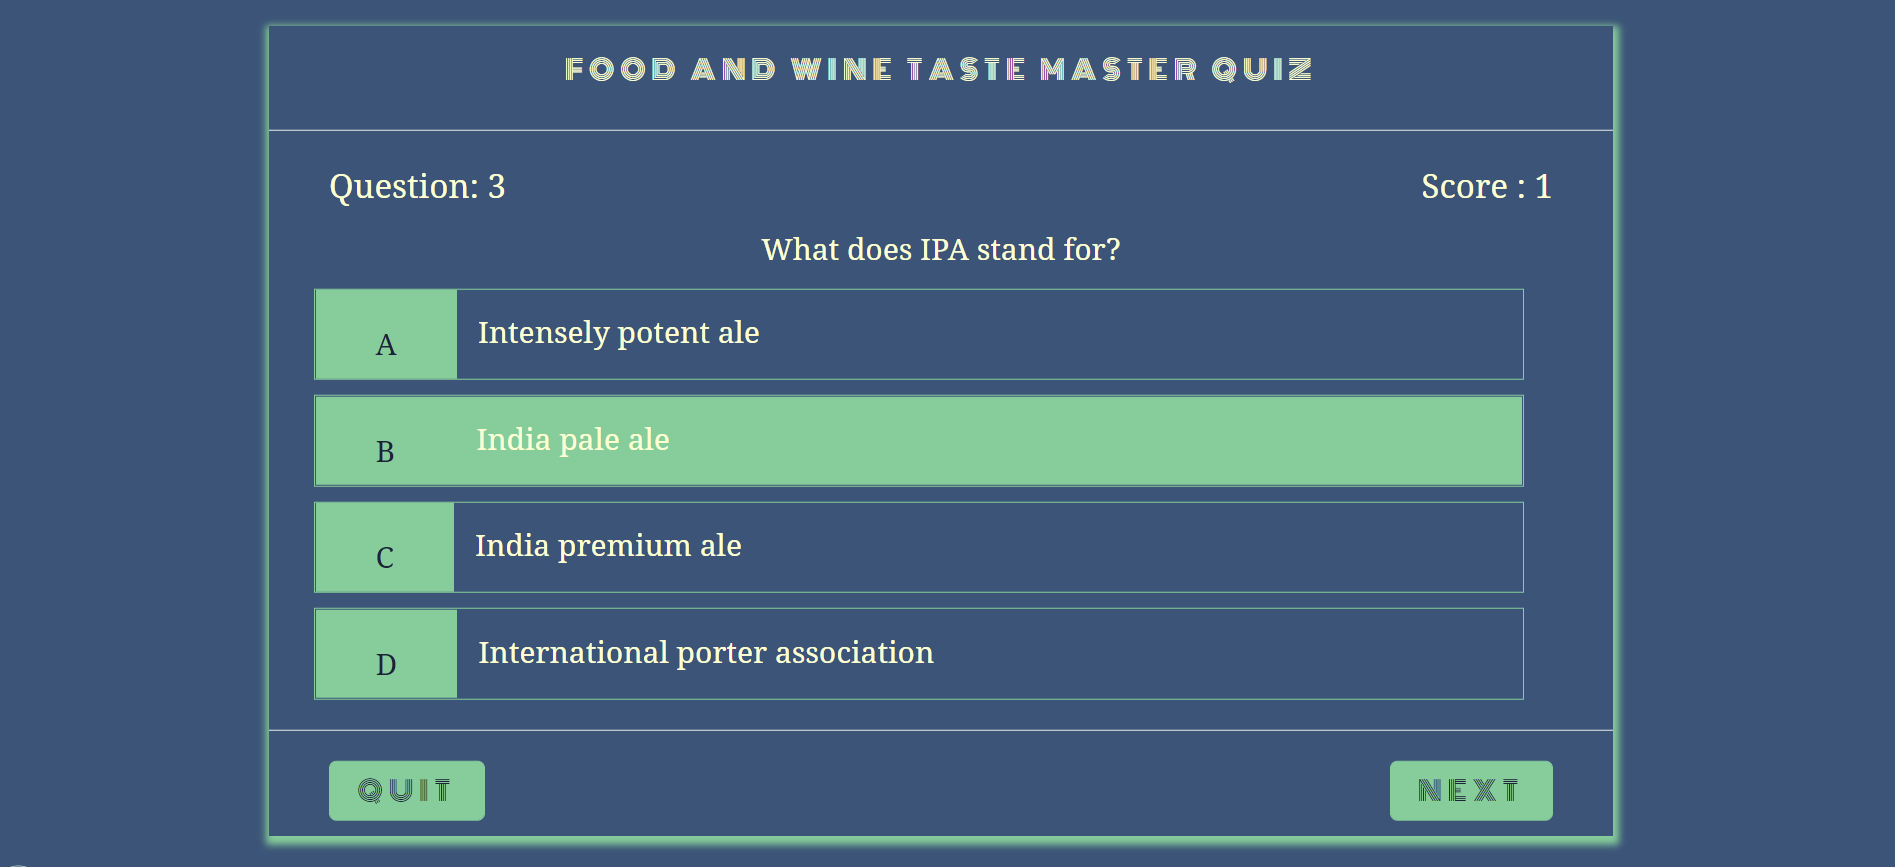 FOOD AND WINE TASTE MASTER QUIZ
Question: 3 Score : 1
What does IPA stand for?
A Intensely potent ale
B India pale ale
C India premium ale
D International porter association
QUIT NEXT